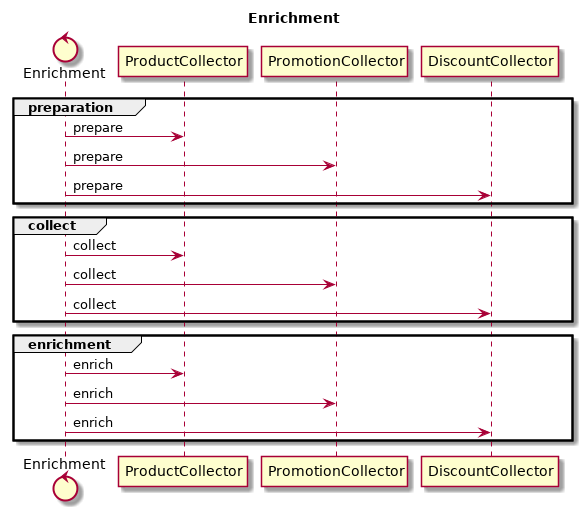 Enrichment
Enrichment ProductCollector PromotionCollector DiscountCollector
preparation
prepare
prepare
prepare
collect
collect
collect
collect
enrichment
enrich
enrich
enrich
Enrichment ProductCollector PromotionCollector DiscountCollector